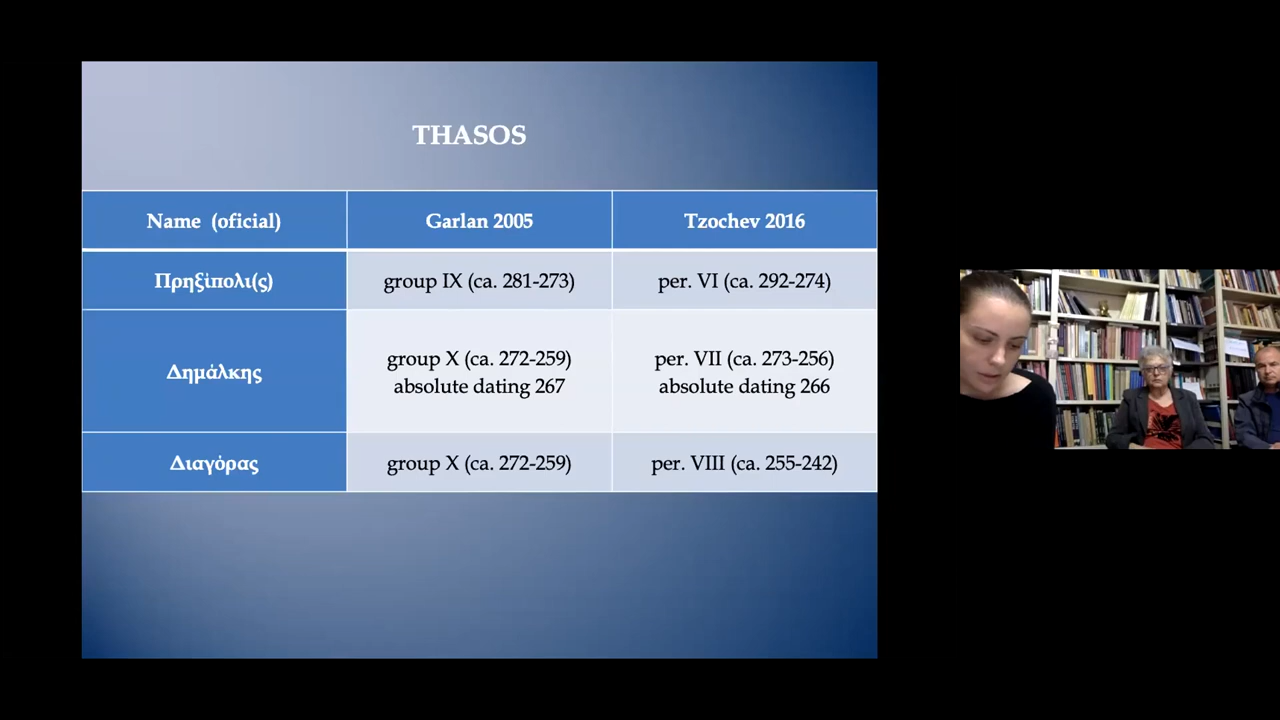 THASOS
Name (oficial)
Garlan 2005
Tzochev 2016
Πρηξίπολι(ς)
group IX (ca. 281-273)
per. VI (ca. 292-274)
Δημάλκης
group X (ca. 272-259)
absolute dating 267
per. VII (ca. 273-256)
absolute dating 266
Διαγόρας
group X (ca. 272-259)
per. VIII (ca. 255-242)